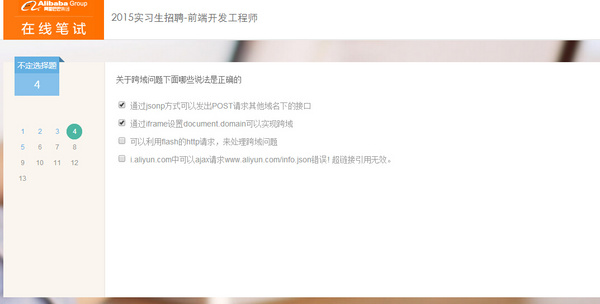 Alibaba Group
阿里巴巴集团
在线笔试
2015实习生招聘-前端开发工程师
不定选择题
4
关于跨域问题下面哪些说法是正确的
通过jsonp方式可以发出POST请求其他域名下的接口
通过iframe设置document.domain可以实现跨域
可以利用flash的http请求，来处理跨域问题
i.aliyun.com中可以ajax请求www.aliyun.com/info.json错误! 超链接引用无效。
1 2 3 4
5 6 7 8
9 10 11 12
13